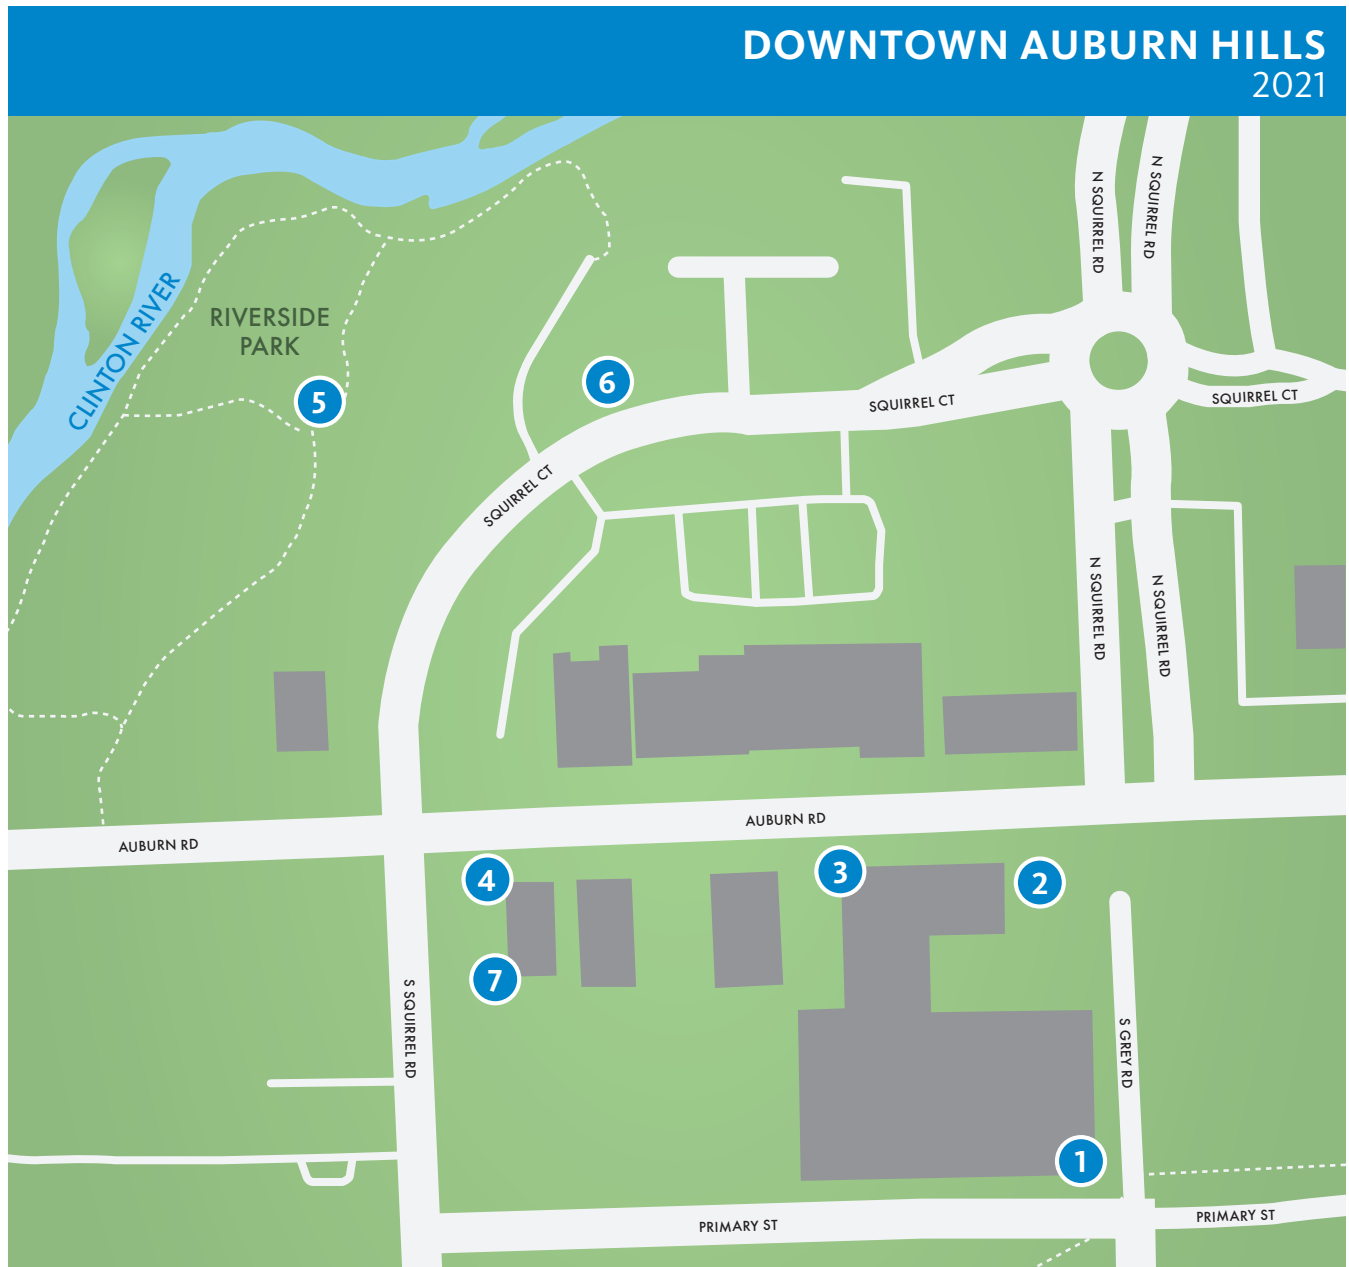 DOWNTOWN AUBURN HILLS
2021
N SQUIRREL RD
N SQUIRREL RD
CLINTON RIVER
RIVERSIDE
PARK
5
6
SQUIRREL CT
SQUIRREL CT
SQUIRREL CT
N SQUIRREL RD
N SQUIRREL RD
AUBURN RD
AUBURN RD
4
3
2
7
S SQUIRREL RD
S GREY RD
1
PRIMARY ST
PRIMARY ST